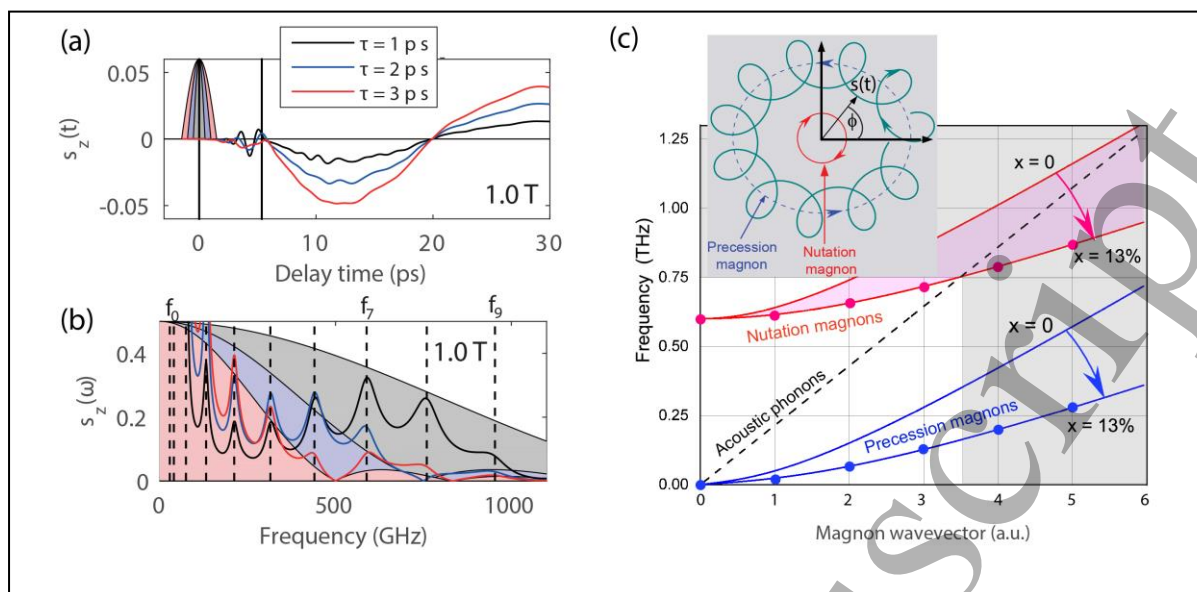 (a)
τ = 1 p s
τ = 2 p s
τ = 3 p s
0.05
0
-0.05
s_z(t)
1.0 T
0 10 20 30
Delay time (ps)
(b)
f_0 f_7 f_9
1.0 T
0.4
0.2
0
s_z(ω)
0 500 1000
Frequency (GHz)
(c)
s(t)
ϕ
Precession
magnon
Nutation
magnon
1.25
1.00
0.75
0.50
0.25
0.00
Frequency (THz)
x = 0
x = 13%
Nutation magnons
Acoustic phonons
x = 0
Precession magnons
x = 13%
0 1 2 3 4 5 6
Magnon wavevector (a.u.)
script